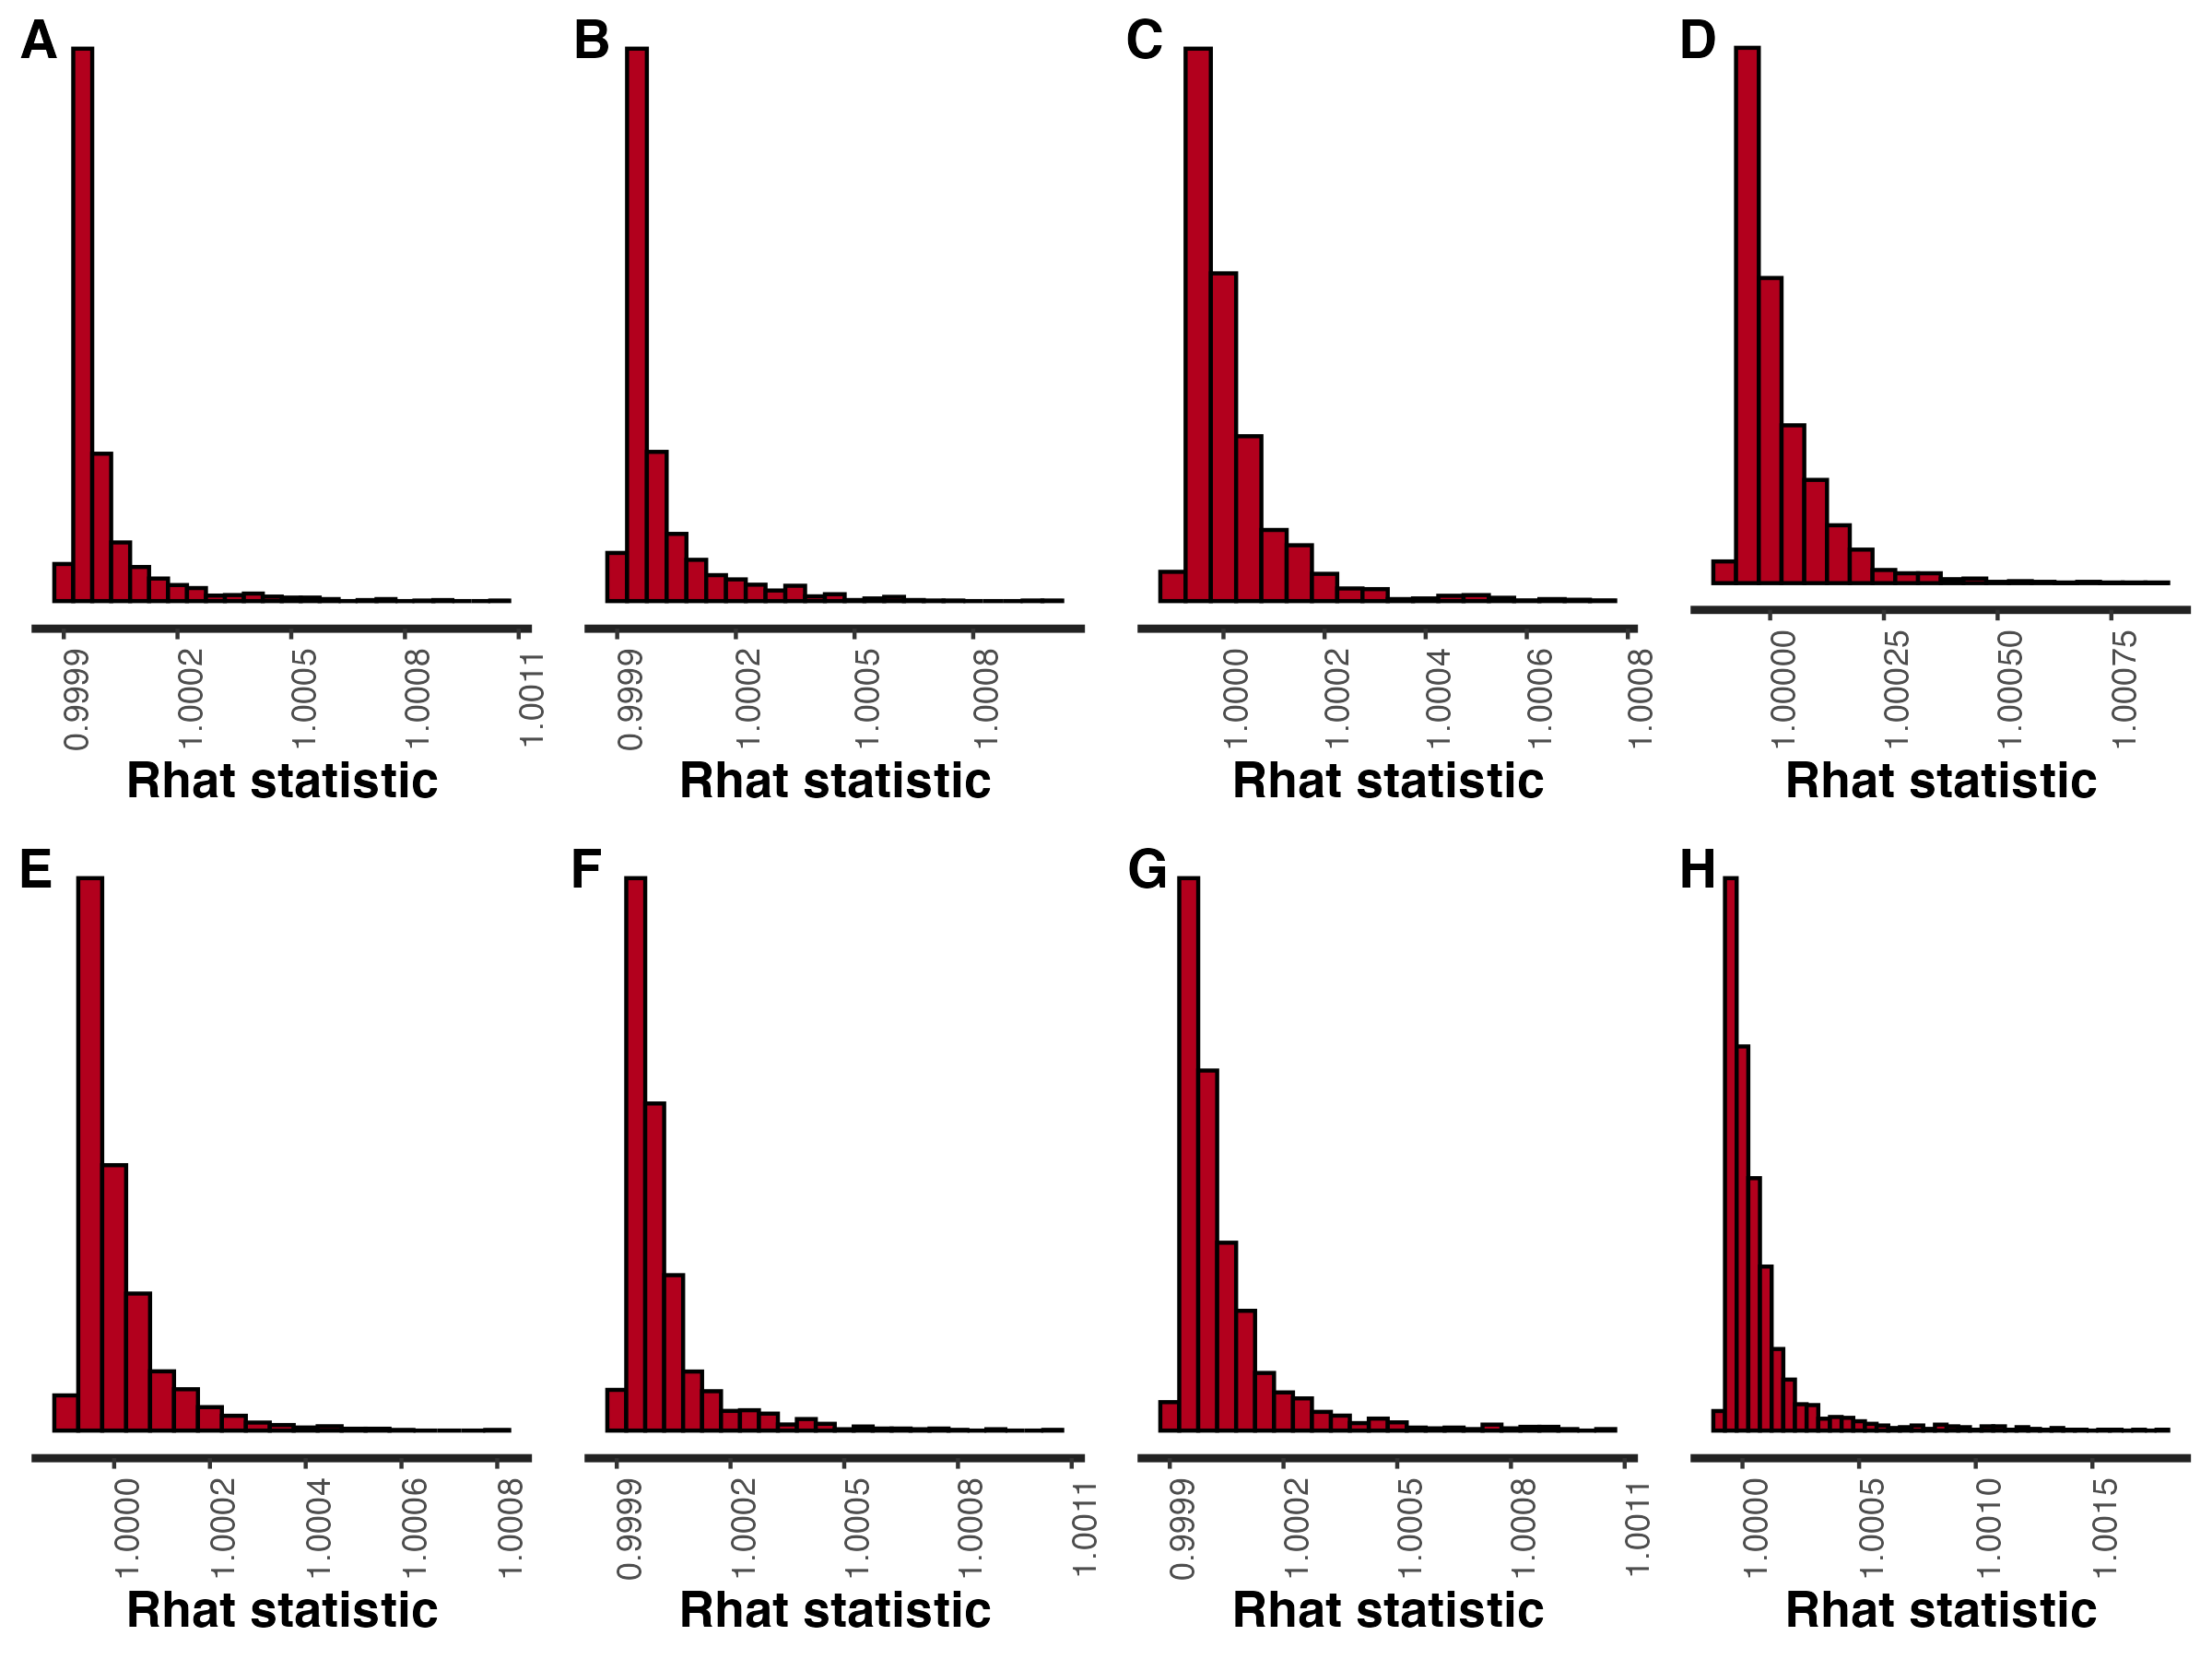 A B C D
0.9999 1.0002 1.0005 1.0008 1.0011
0.9999 1.0002 1.0005 1.0008
1.0000 1.0002 1.0004 1.0006 1.0008
1.00000 1.00025 1.00050 1.00075
Rhat statistic Rhat statistic Rhat statistic Rhat statistic
E F G H
1.0000 1.0002 1.0004 1.0006 1.0008
0.9999 1.0002 1.0005 1.0008 1.0011
0.9999 1.0002 1.0005 1.0008 1.0011
1.0000 1.0005 1.0010 1.0015
Rhat statistic Rhat statistic Rhat statistic Rhat statistic